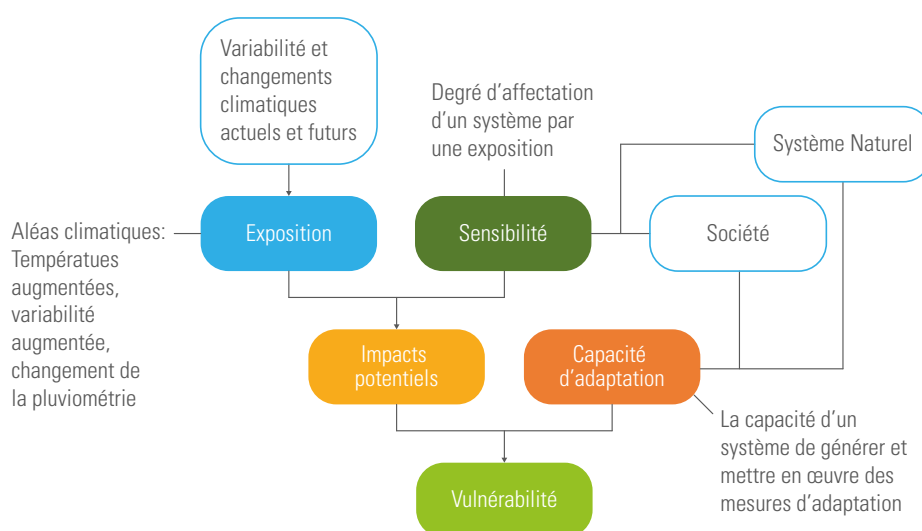 Variabilité et
changements
climatiques
actuels et futurs
Degré d'affectation
d'un système par
une exposition
Système Naturel
Aléas climatiques:
Températues
augmentées,
variabilité
augmentée,
changement de
la pluviométrie
Exposition
Sensibilité
Société
Impacts
potentiels
Capacité
d'adaptation
La capacité d'un
système de générer et
mettre en œuvre des
mesures d'adaptation
Vulnérabilité